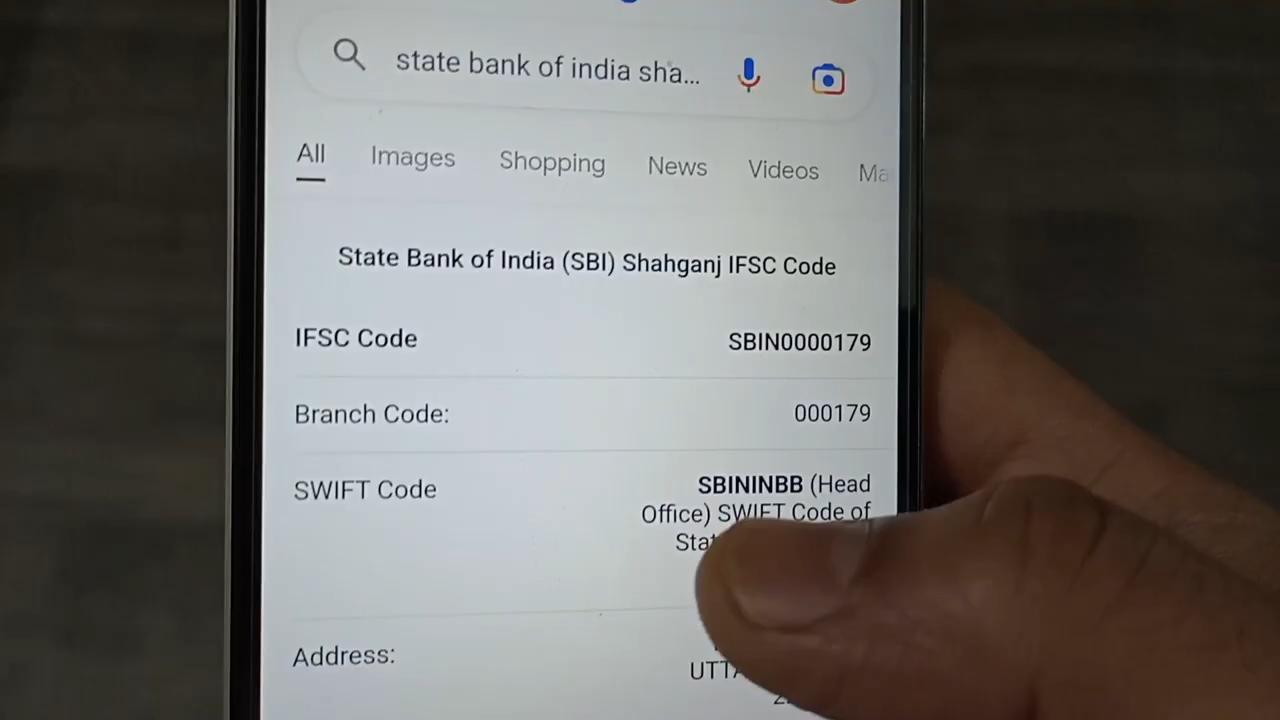 state bank of india sha...
All Images Shopping News Videos
State Bank of India (SBI) Shahganj IFSC Code
IFSC Code SBIN0000179
Branch Code: 000179
SWIFT Code SBININBB (Head
Office) SWIFT Code of
Address: